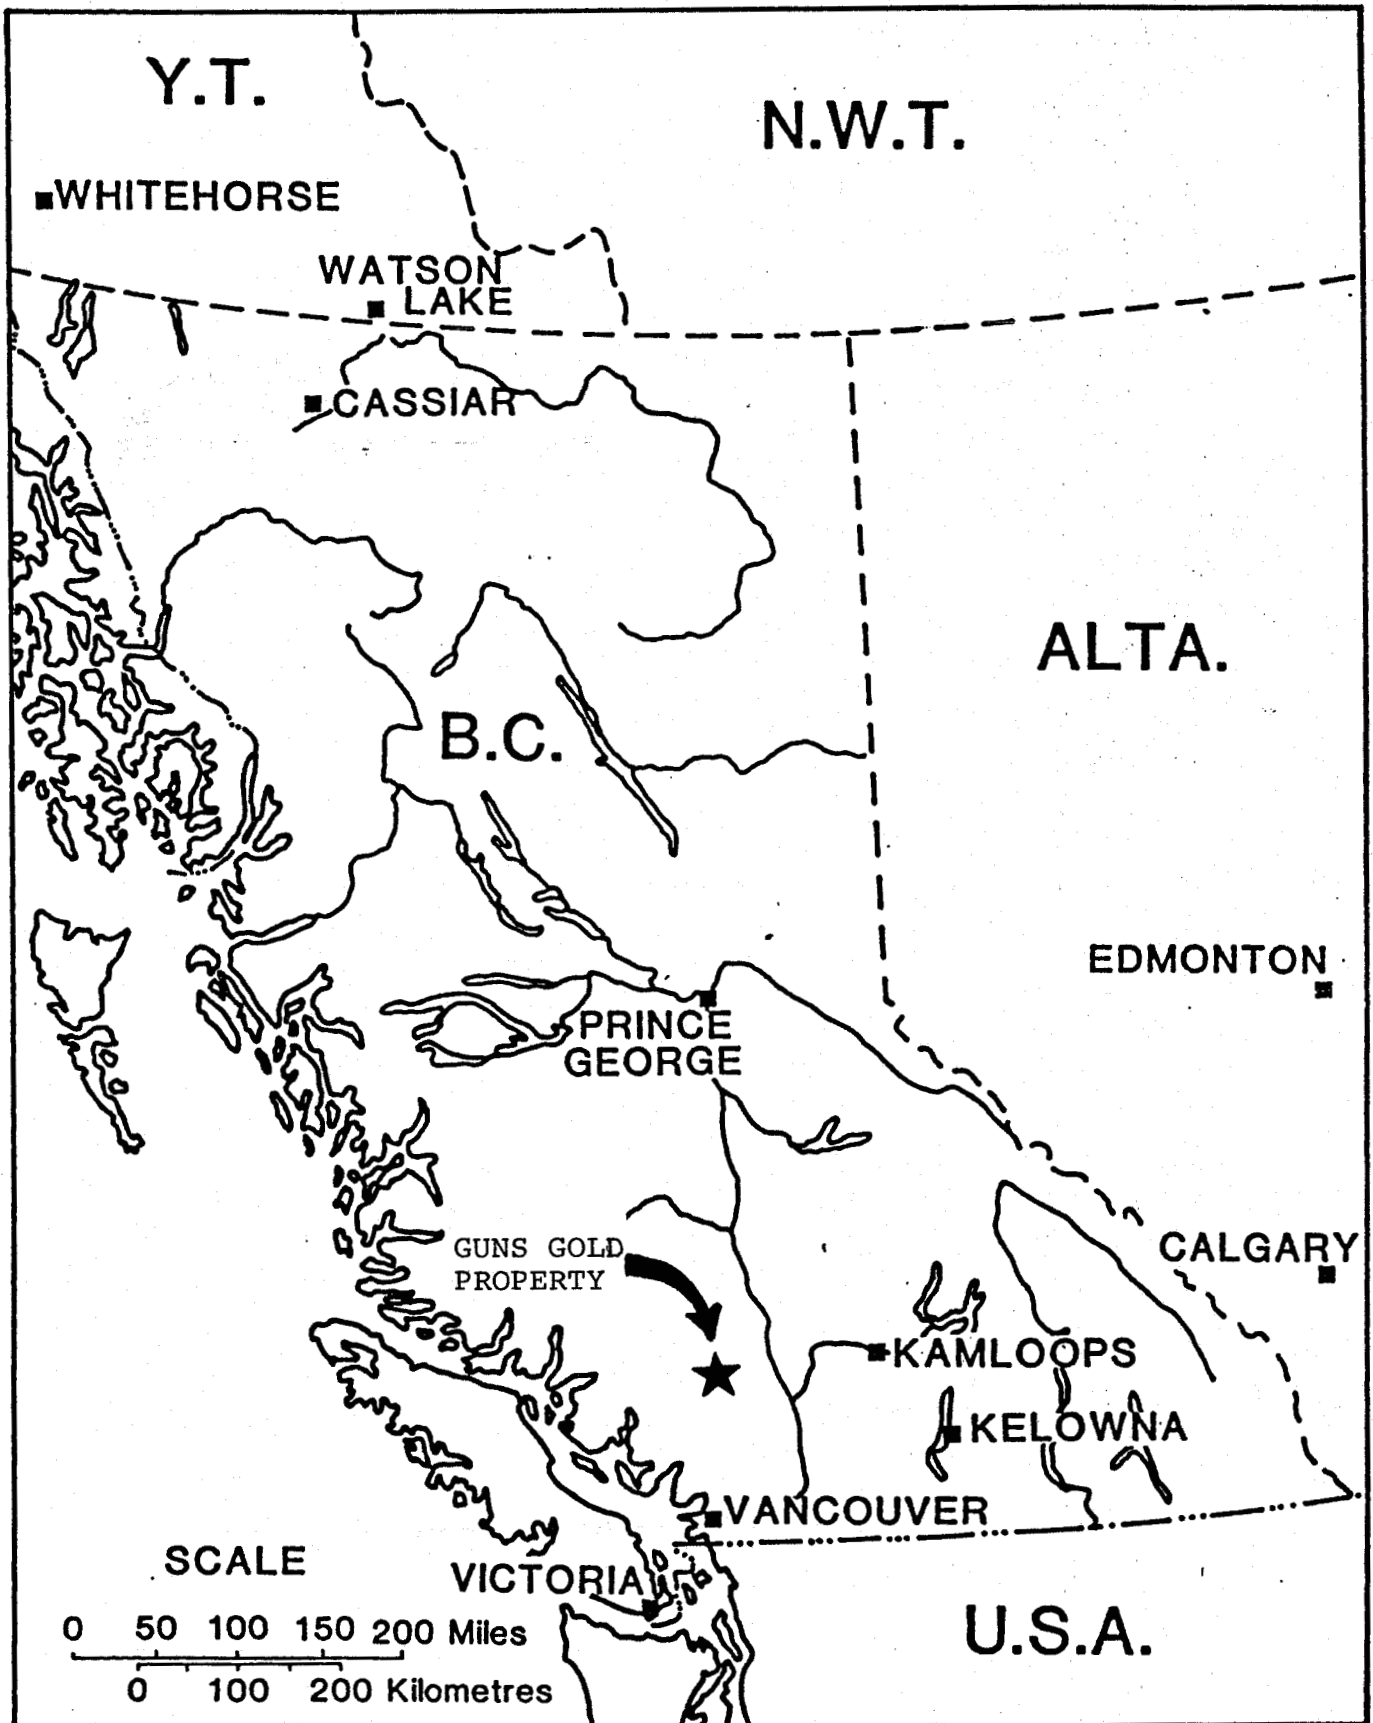 Y.T.
N.W.T.
WHITEHORSE
WATSON
LAKE
CASSIAR
ALTA.
B.C.
EDMONTON
PRINCE
GEORGE
CALGARY
GUNS GOLD
PROPERTY
KAMLOOPS
KELOWNA
VANCOUVER
SCALE
VICTORIA
U.S.A.
0 50 100 150 200 Miles
0 100 200 Kilometres